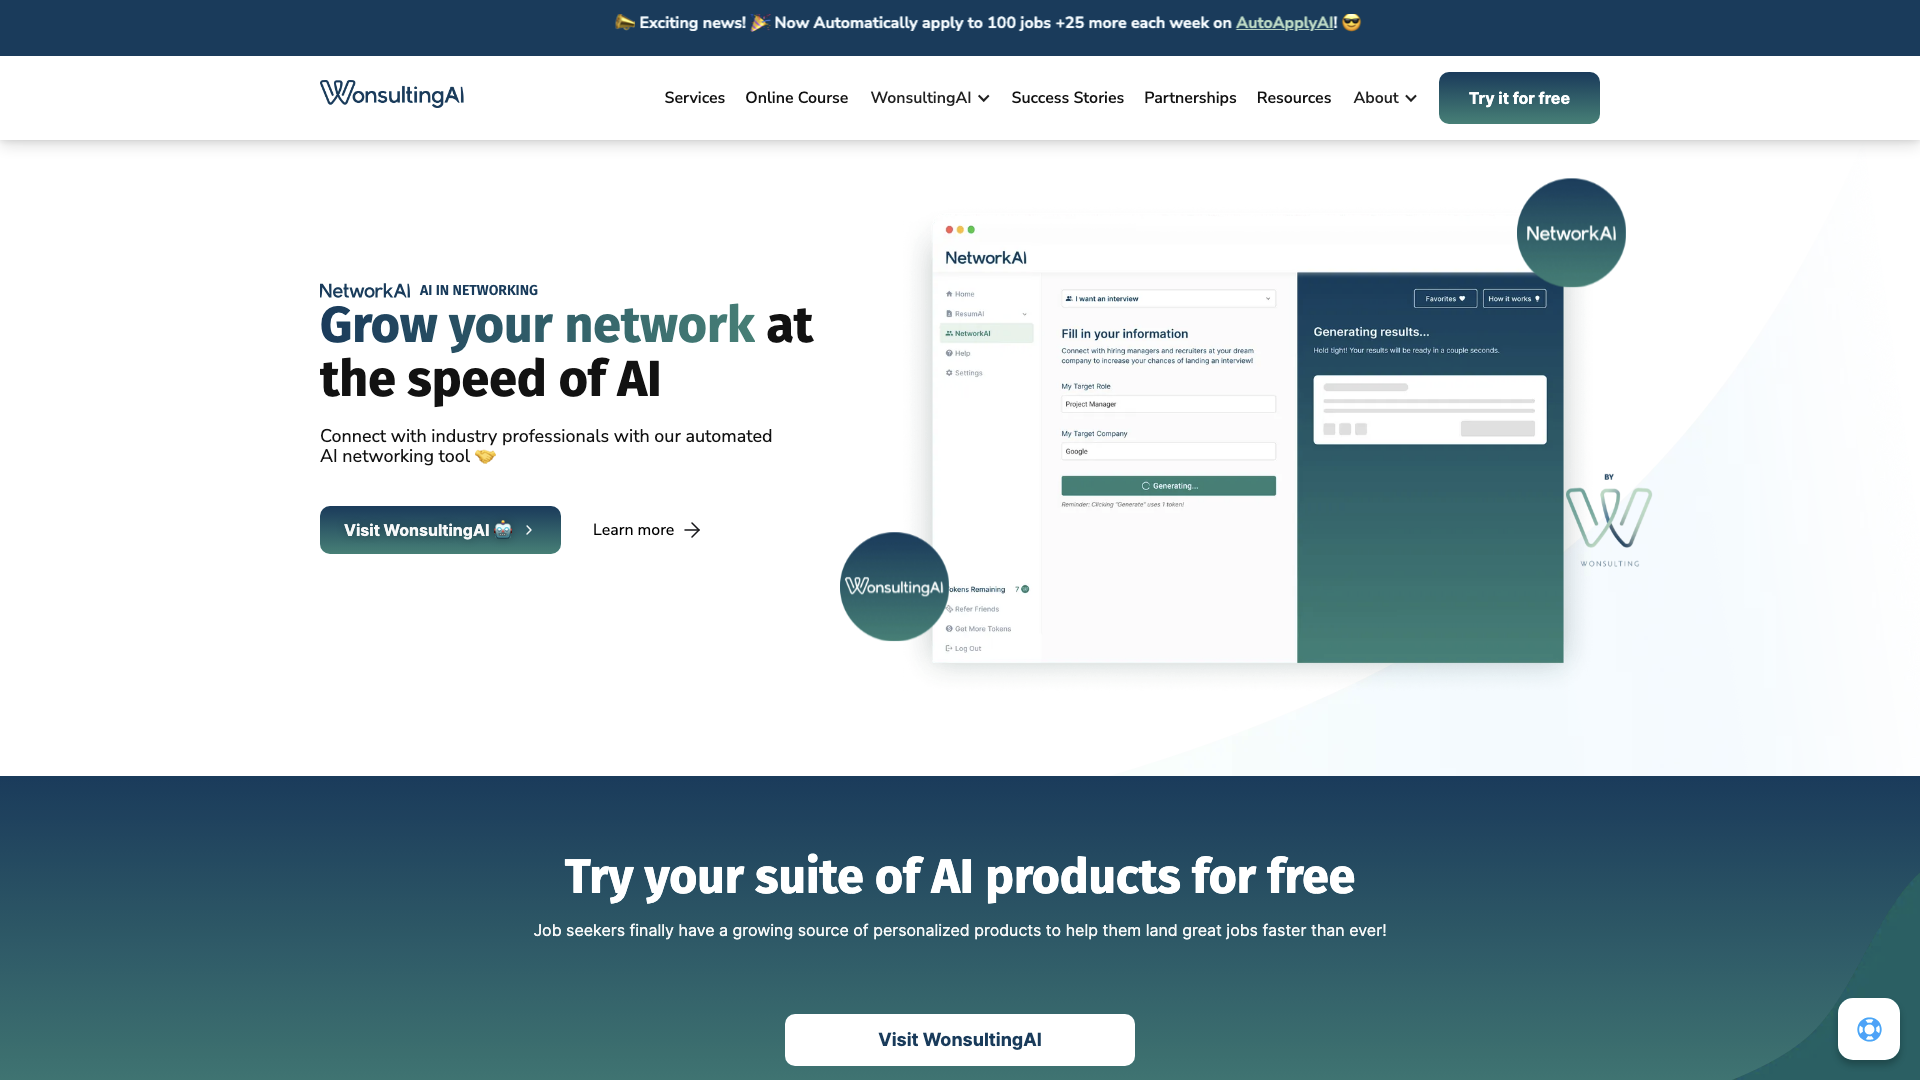 📣 Exciting news! 🎉 Now Automatically apply to 100 jobs +25 more each week on AutoApplyAI! 😎
WonsultingAI
Services
Online Course
WonsultingAI
Success Stories
Partnerships
Resources
About
Try it for free
NetworkAI AI IN NETWORKING
Grow your network at
the speed of AI
Connect with industry professionals with our automated
AI networking tool 🤝
Visit WonsultingAI 🤖
Learn more
NetworkAI
NetworkAI
Home
ResumAI
NetworkAI
Help
Settings
I want an interview
Fill in your information
Connect with hiring managers and recruiters at your dream
company to increase your chances of landing an interview!
My Target Role
Project Manager
My Target Company
Google
Generating...
Reminder: Clicking "Generate" uses 1 token!
Favorites
How it works
Generating results...
Hold tight! Your results will be ready in a couple seconds.
WonsultingAI
okens Remaining 7
Refer Friends
Get More Tokens
Log Out
BY
WONSULTING
Try your suite of AI products for free
Job seekers finally have a growing source of personalized products to help them land great jobs faster than ever!
Visit WonsultingAI